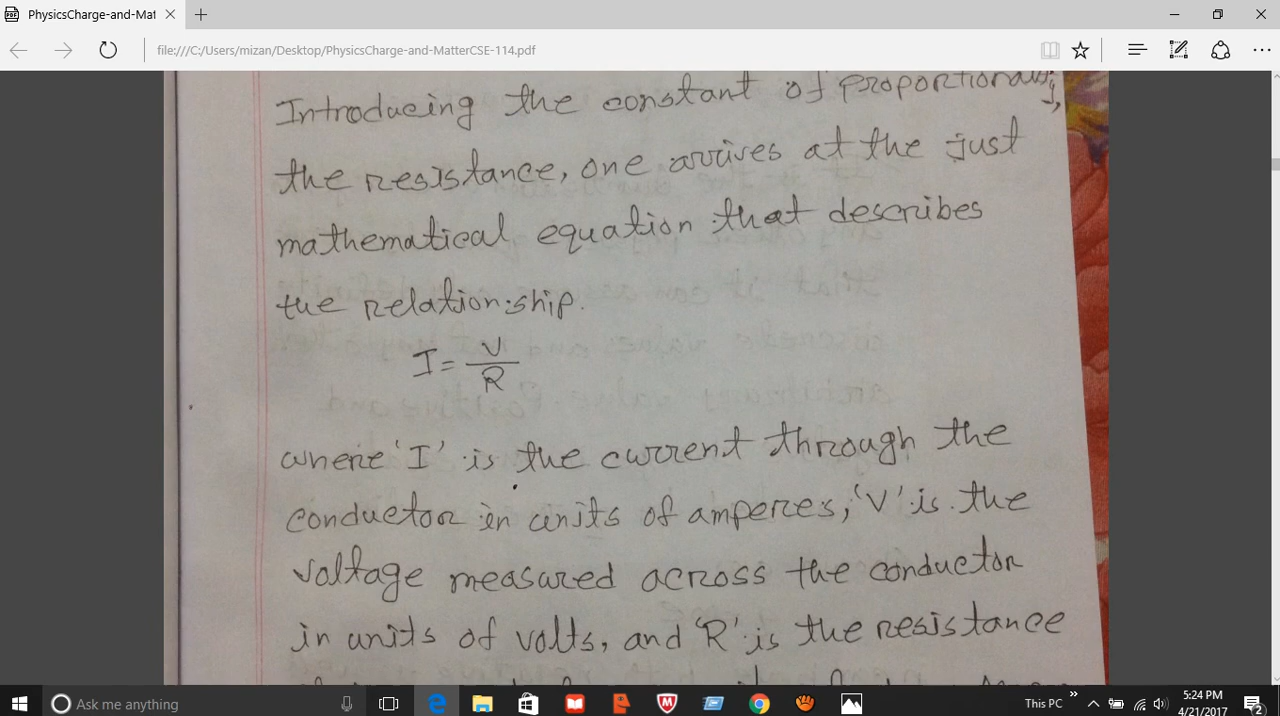 PhysicsCharge-and-Mat
file:///C:/Users/mizan/Desktop/PhysicsCharge-and-MatterCSE-114.pdf
Introducing the constant of proportionality,
the resistance, one arrives at the just
mathematical equation that describes
the relationship.
I = V/R
where 'I' is the current through the
conductor in units of amperes, 'V' is the
voltage measured across the conductor
in units of volts, and 'R' is the resistance
Ask me anything
This PC
5:24 PM
4/21/2017
2